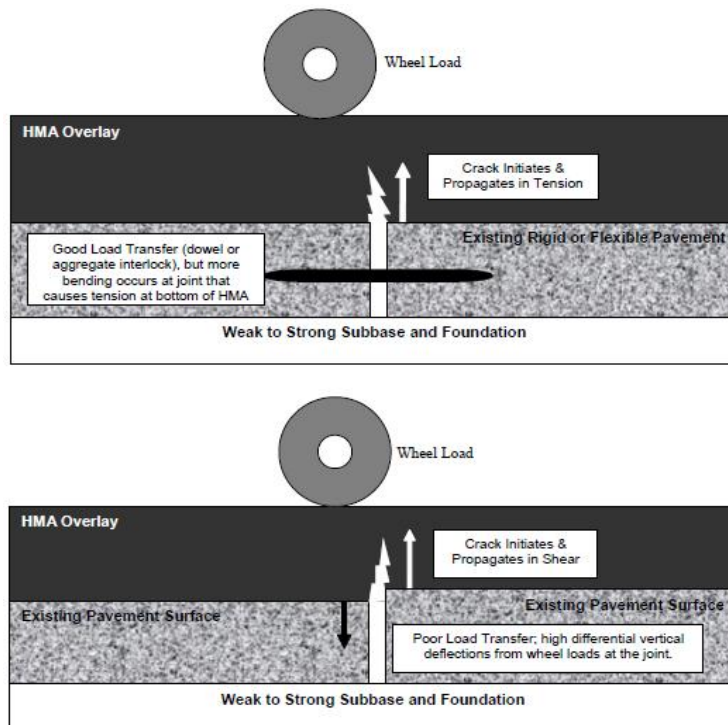 Wheel Load
HMA Overlay
Crack Initiates &
Propagates in Tension
Existing Rigid or Flexible Pavement
Good Load Transfer (dowel or
aggregate interlock), but more
bending occurs at joint that
causes tension at bottom of HMA
Weak to Strong Subbase and Foundation
Wheel Load
HMA Overlay
Crack Initiates &
Propagates in Shear
Existing Pavement Surface
Existing Pavement Surface
Poor Load Transfer; high differential vertical
deflections from wheel loads at the joint.
Weak to Strong Subbase and Foundation